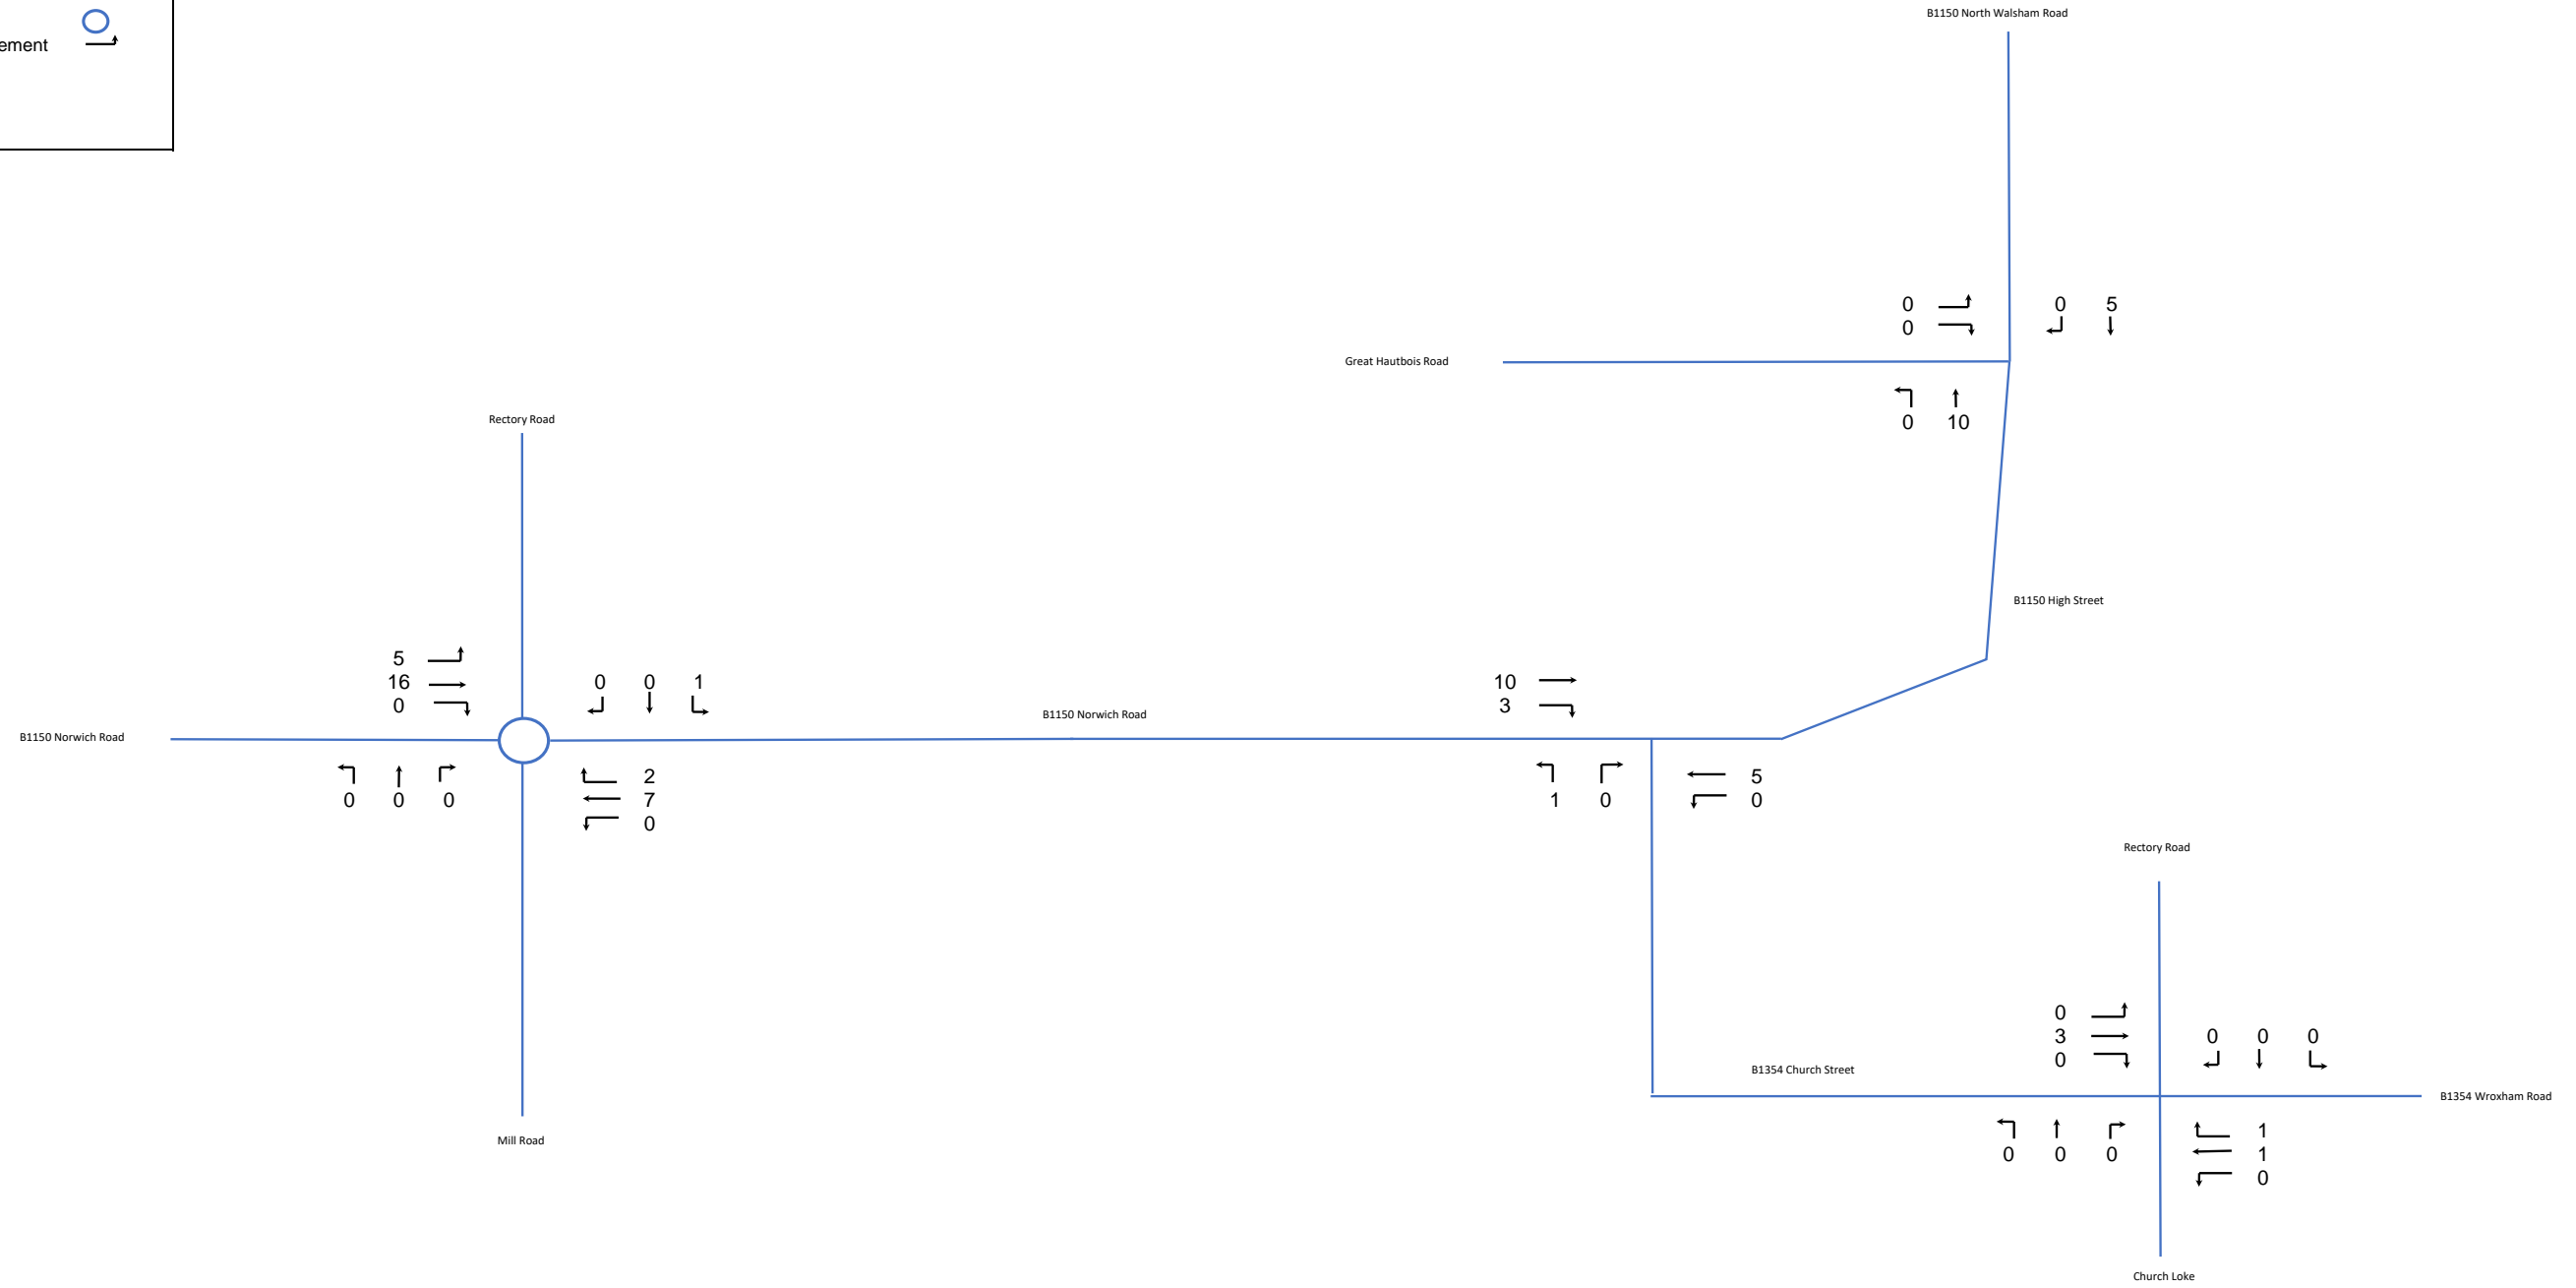 ement
B1150 North Walsham Road
0 0 5
0
Great Hautbois Road
0 10
Rectory Road
B1150 High Street
5
16 0 0 1
0
10
3
B1150 Norwich Road
B1150 Norwich Road
2
0 0 0 7
0
5
1 0 0
Rectory Road
0
3 0 0 0
0
B1354 Church Street
B1354 Wroxham Road
Mill Road
1
0 0 0 1
0
Church Loke